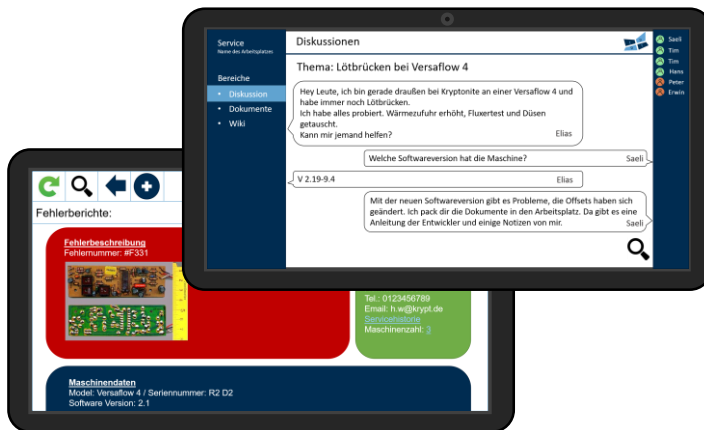 Service
Name des Arbeitsplatzes
Bereiche
• Diskussion
• Dokumente
• Wiki
Diskussionen
Thema: Lötbrücken bei Versaflow 4
Hey Leute, ich bin gerade draußen bei Kryptonite an einer Versaflow 4 und
habe immer noch Lötbrücken.
Ich habe alles probiert. Wärmezufuhr erhöht, Fluxertest und Düsen
getauscht.
Kann mir jemand helfen?
Elias
Welche Softwareversion hat die Maschine?
Saeli
V 2.19-9.4
Elias
Mit der neuen Softwareversion gibt es Probleme, die Offsets haben sich
geändert. Ich pack dir die Dokumente in den Arbeitsplatz. Da gibt es eine
Anleitung der Entwickler und einige Notizen von mir.
Saeli
Saeli
Tim
Tim
Hans
Peter
Erwin
Fehlerberichte:
Fehlerbeschreibung
Fehlernummer: #F331
Tel.: 0123456789
Email: h.w@krypt.de
Servicehistorie
Maschinenzahl: 3
Maschinendaten
Model: Versaflow 4 / Seriennummer: R2 D2
Software Version: 2.1